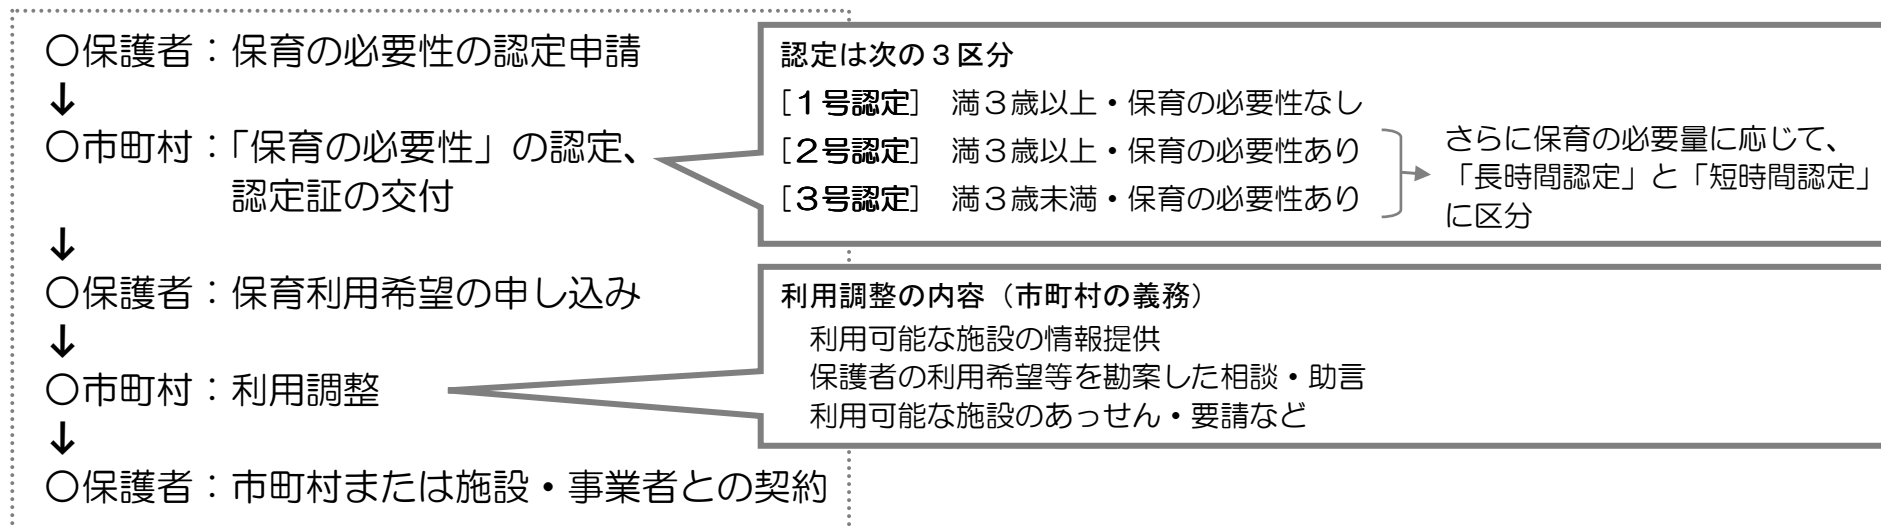 〇保護者：保育の必要性の認定申請
↓
〇市町村：「保育の必要性」の認定、
認定証の交付
↓
〇保護者：保育利用希望の申し込み
↓
〇市町村：利用調整
↓
〇保護者：市町村または施設・事業者との契約
認定は次の３区分
[１号認定]　満３歳以上・保育の必要性なし
[２号認定]　満３歳以上・保育の必要性あり
[３号認定]　満３歳未満・保育の必要性あり
さらに保育の必要量に応じて、
「長時間認定」と「短時間認定」
に区分
利用調整の内容（市町村の義務）
利用可能な施設の情報提供
保護者の利用希望等を勘案した相談・助言
利用可能な施設のあっせん・要請など